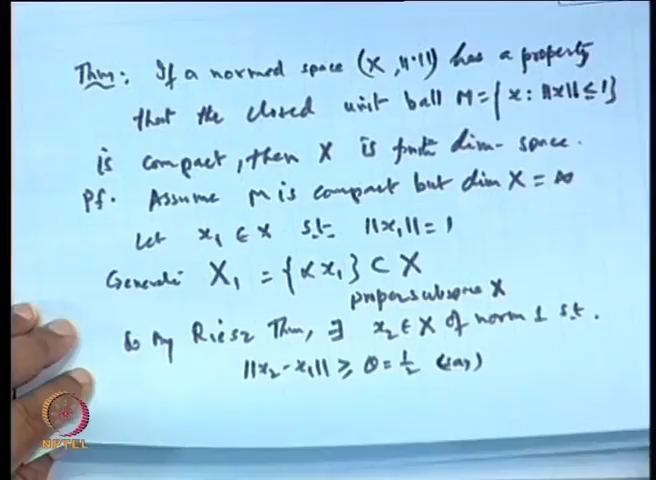 Thm: If a normed space (X, ||·||) has a property
that the closed unit ball M = {x : ||x|| ≤ 1}
is compact, then X is finite dim- space.
Pf. Assume M is compact but dim X = ∞
Let x₁ ∈ X s.t. ||x₁|| = 1
Generate X₁ = {αx₁} ⊂ X
proper subspace X
So by Riesz Thm, ∃ x₂ ∈ X of norm 1 s.t.
||x₂ - x₁|| ≥ θ = 1/2 (say)
NPTEL